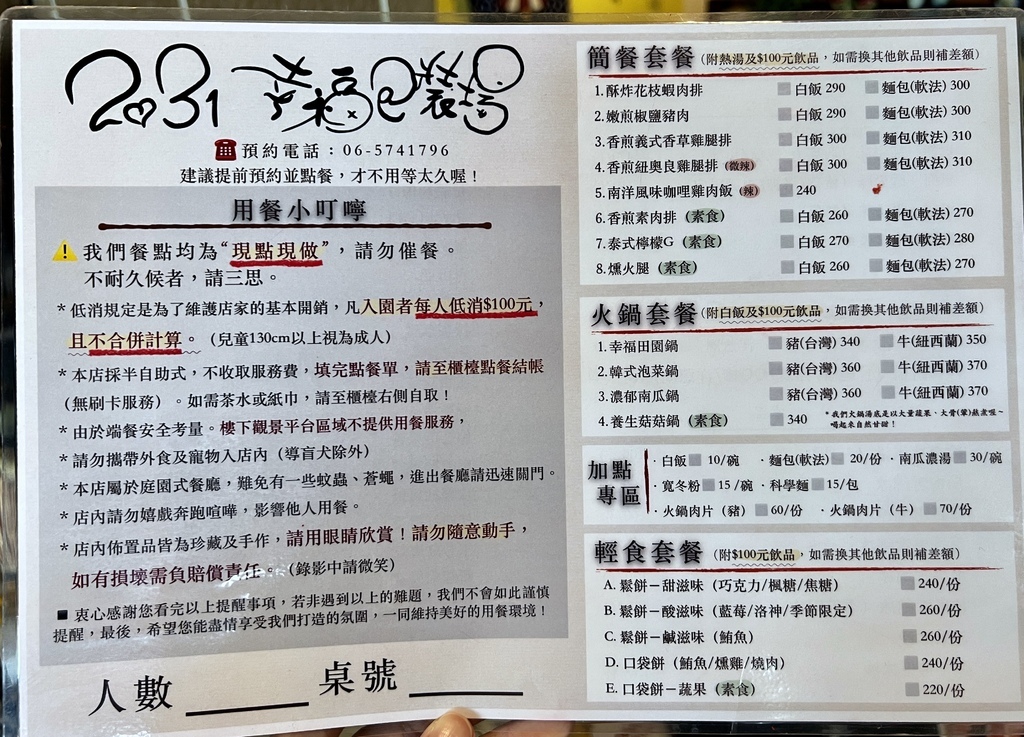 2031 幸福包裝場
預約電話：06-5741796
建議提前預約並點餐，才不用等太久喔！
用餐小叮嚀
我們餐點均為“現點現做”，請勿催餐。
不耐久候者，請三思。
* 低消規定是為了維護店家的基本開銷，凡入園者每人低消$100元，
且不合併計算。（兒童130cm以上視為成人）
* 本店採半自助式，不收取服務費，填完點餐單，請至櫃檯點餐結帳
（無刷卡服務）。如需茶水或紙巾，請至櫃檯右側自取！
* 由於端餐安全考量。樓下觀景平台區域不提供用餐服務，
* 請勿攜帶外食及寵物入店內（導盲犬除外）
* 本店屬於庭園式餐廳，難免有一些蚊蟲、蒼蠅，進出餐廳請迅速關門。
* 店內請勿嬉戲奔跑喧嘩，影響他人用餐。
* 店內佈置品皆為珍藏及手作，請用眼睛欣賞！請勿隨意動手，
如有損壞需負賠償責任。（錄影中請微笑）
■ 衷心感謝您看完以上提醒事項，若非遇到以上的難題，我們不會如此謹慎
提醒，最後，希望您能盡情享受我們打造的氛圍，一同維持美好的用餐環境！
人數 桌號
簡餐套餐（附熱湯及$100元飲品，如需換其他飲品則補差額）
1.酥炸花枝蝦肉排 白飯 290 麵包(軟法) 300
2.嫩煎椒鹽豬肉 白飯 290 麵包(軟法) 300
3.香煎義式香草雞腿排 白飯 300 麵包(軟法) 310
4.香煎紐奧良雞腿排（微辣） 白飯 300 麵包(軟法) 310
5.南洋風味咖哩雞肉飯（辣） 240
6.香煎素肉排（素食） 白飯 260 麵包(軟法) 270
7.泰式檸檬G（素食） 白飯 270 麵包(軟法) 280
8.燻火腿（素食） 白飯 260 麵包(軟法) 270
火鍋套餐（附白飯及$100元飲品，如需換其他飲品則補差額）
1.幸福田園鍋 豬(台灣) 340 牛(紐西蘭) 350
2.韓式泡菜鍋 豬(台灣) 360 牛(紐西蘭) 370
3.濃郁南瓜鍋 豬(台灣) 360 牛(紐西蘭) 370
4.養生菇菇鍋（素食） 340
* 我們火鍋湯底是以大量蔬果、大骨(葷)熬煮喔~
喝起來自然甘甜！
加點
專區
·白飯 10/碗 ·麵包(軟法) 20/份 ·南瓜濃湯 30/碗
·寬冬粉 15/碗 ·科學麵 15/包
·火鍋肉片（豬） 60/份 ·火鍋肉片（牛） 70/份
輕食套餐（附$100元飲品，如需換其他飲品則補差額）
A. 鬆餅－甜滋味（巧克力/楓糖/焦糖） 240/份
B. 鬆餅－酸滋味（藍莓/洛神/季節限定） 260/份
C. 鬆餅－鹹滋味（鮪魚） 260/份
D. 口袋餅（鮪魚/燻雞/燒肉） 240/份
E. 口袋餅－蔬果（素食） 220/份